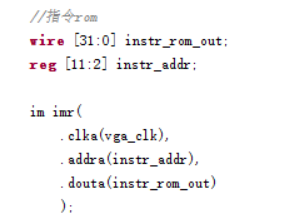 //指令rom
wire [31:0] instr_rom_out;
reg [11:2] instr_addr;
im imr(
.clka(vga_clk),
.addra(instr_addr),
.douta(instr_rom_out)
);